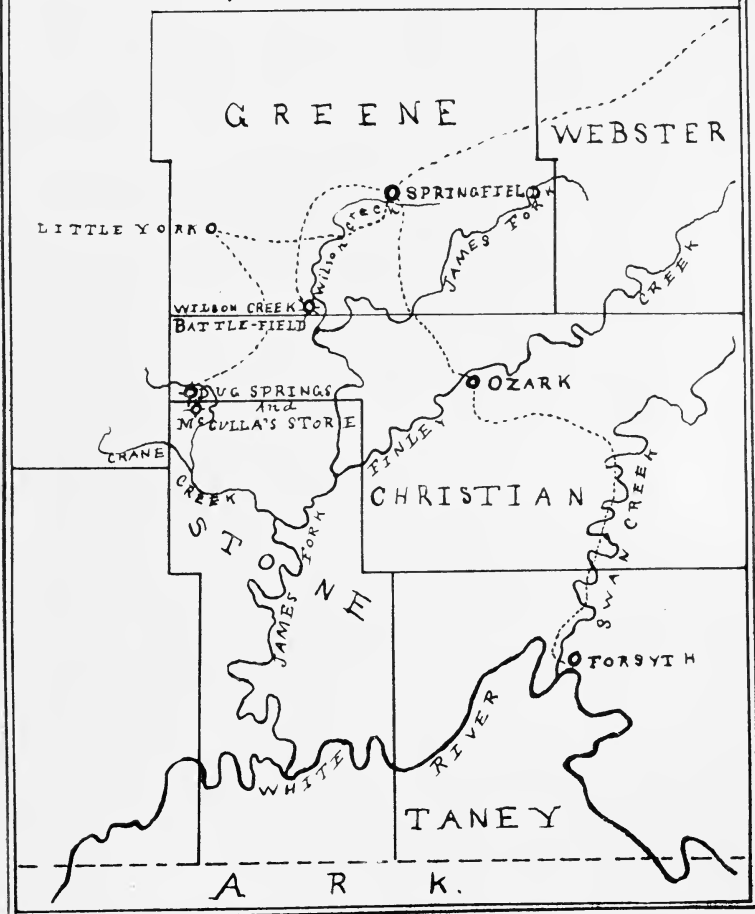 GREENE
WEBSTER
SPRINGFIELD
Wilson Creek
JAMES FORK
LITTLE YORK
CREEK
WILSON CREEK
BATTLE-FIELD
DUG SPRINGS
and
McCULLA'S STORE
OZARK
CRANE
CREEK
FINLEY
CHRISTIAN
SWAN CREEK
STONE
JAMES FORK
FORSYTH
WHITE
RIVER
TANEY
ARK.